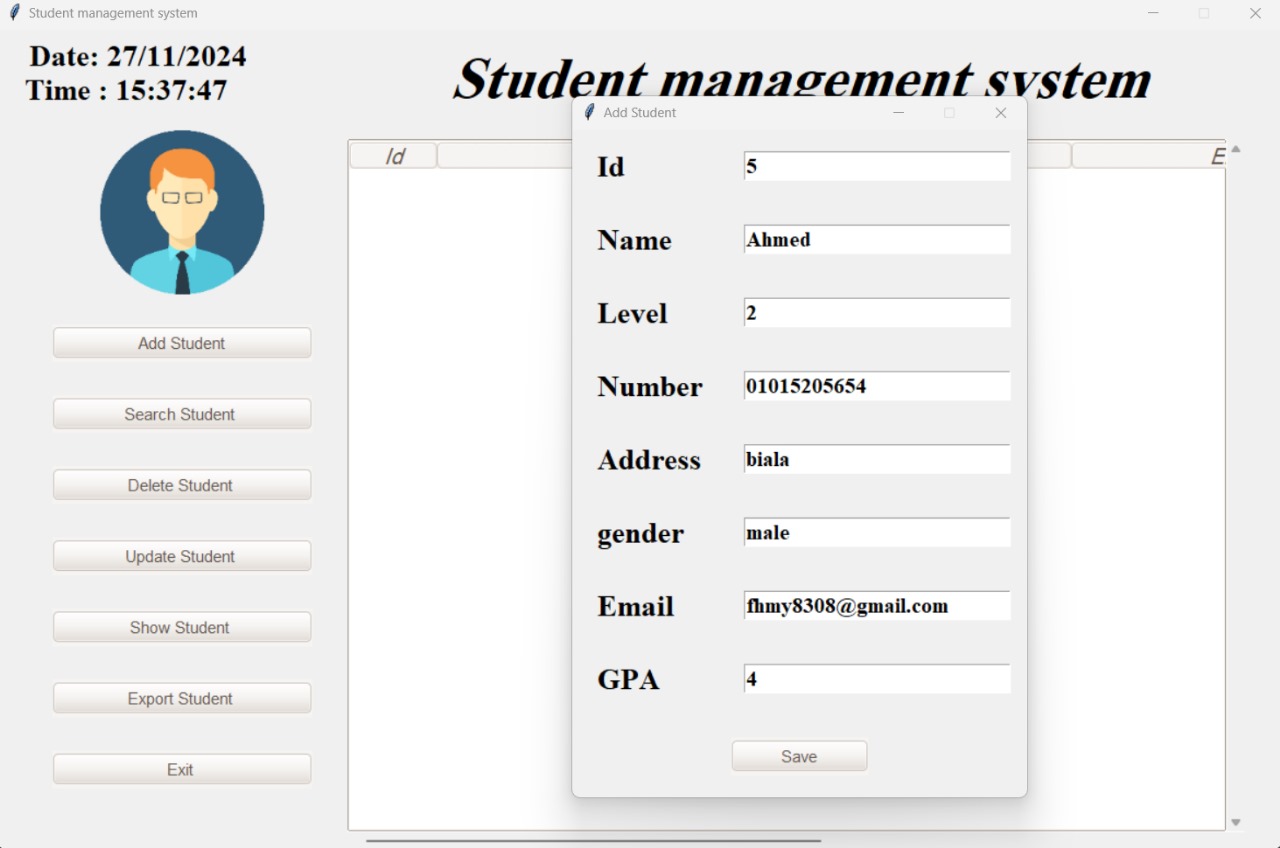 Student management system
Date: 27/11/2024
Time : 15:37:47
Student management system
Id
E
Add Student
Search Student
Delete Student
Update Student
Show Student
Export Student
Exit
Add Student
Id 5
Name Ahmed
Level 2
Number 01015205654
Address biala
gender male
Email fhmy8308@gmail.com
GPA 4
Save